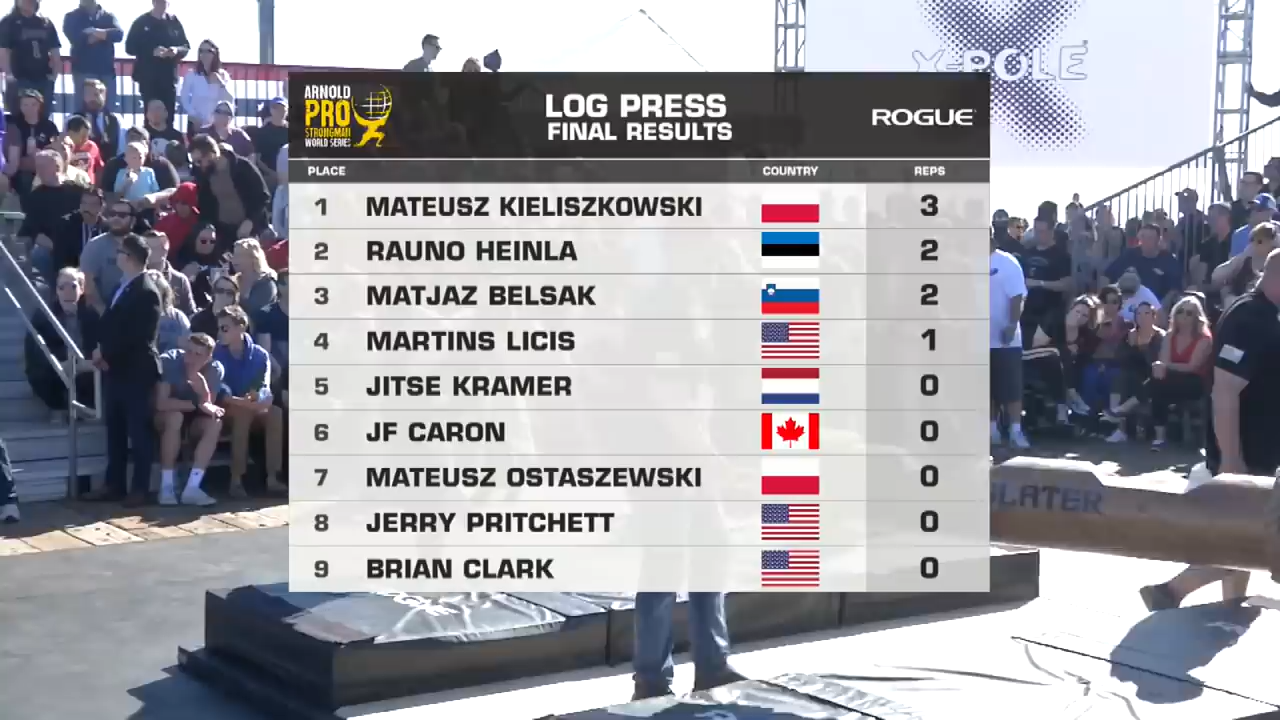 X-POLE
ARNOLD
PRO
STRONGMAN
WORLD SERIES
LOG PRESS
FINAL RESULTS
ROGUE
PLACE COUNTRY REPS
1 MATEUSZ KIELISZKOWSKI 3
2 RAUNO HEINLA 2
3 MATJAZ BELSAK 2
4 MARTINS LICIS 1
5 JITSE KRAMER 0
6 JF CARON 0
7 MATEUSZ OSTASZEWSKI 0
8 JERRY PRITCHETT 0
9 BRIAN CLARK 0
SLATER